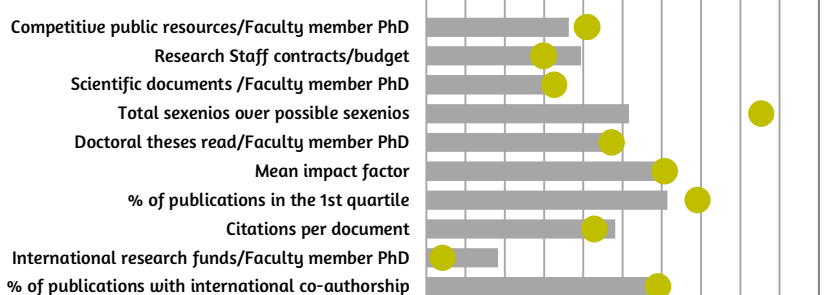 Competitive public resources/Faculty member PhD
Research Staff contracts/budget
Scientific documents /Faculty member PhD
Total sexenios over possible sexenios
Doctoral theses read/Faculty member PhD
Mean impact factor
% of publications in the 1st quartile
Citations per document
International research funds/Faculty member PhD
% of publications with international co-authorship